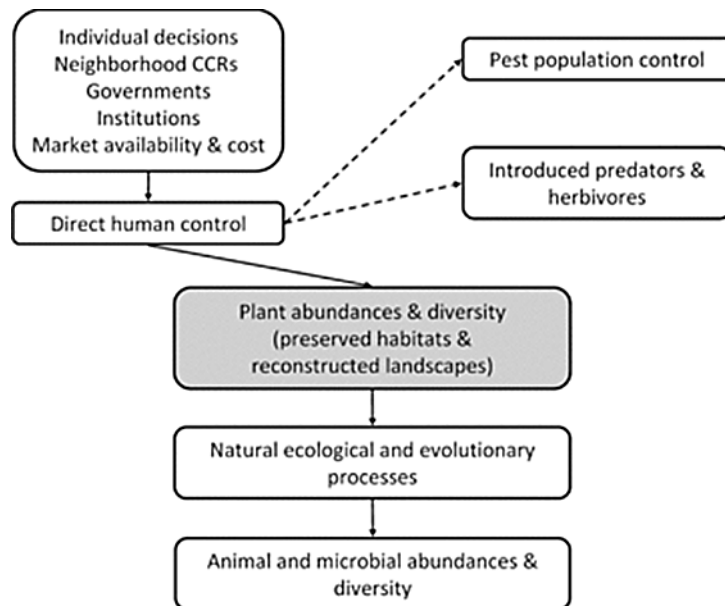 Individual decisions
Neighborhood CCRs
Governments
Institutions
Market availability & cost
Pest population control
Introduced predators &
herbivores
Direct human control
Plant abundances & diversity
(preserved habitats &
reconstructed landscapes)
Natural ecological and evolutionary
processes
Animal and microbial abundances &
diversity